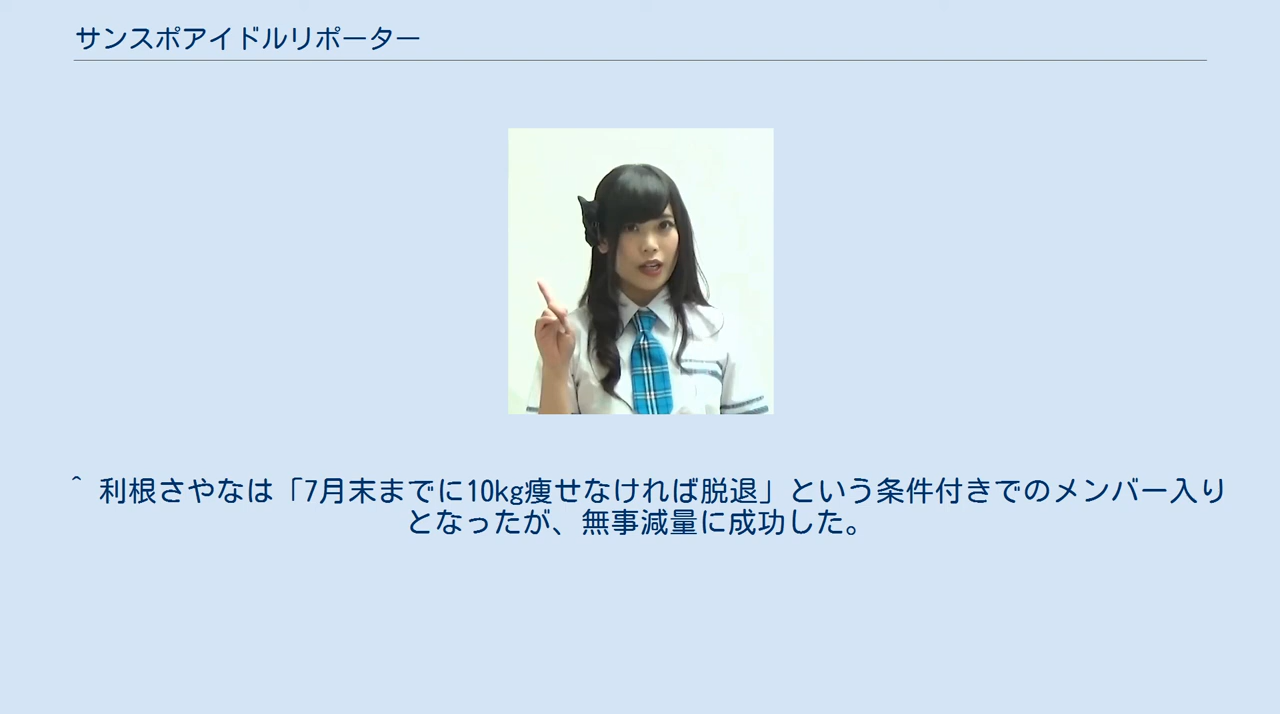 サンスポアイドルリポーター
^ 利根さやなは「7月末までに10kg痩せなければ脱退」という条件付きでのメンバー入り
となったが、無事減量に成功した。